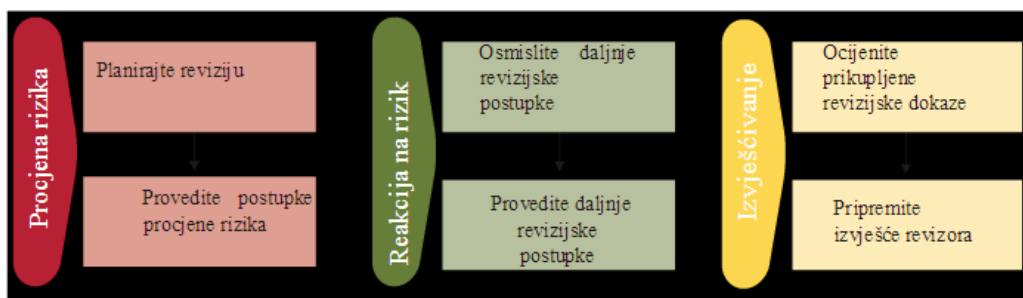 Procjena rizika
Planirajte reviziju
Provedite postupke
procjene rizika
Reakcija na rizik
Osmislite daljnje
revizijske
postupke
Provedite daljnje
revizijske
postupke
Izvješćivanje
Ocijenite
prikupljene
revizijske dokaze
Pripremite
izvješće revizora